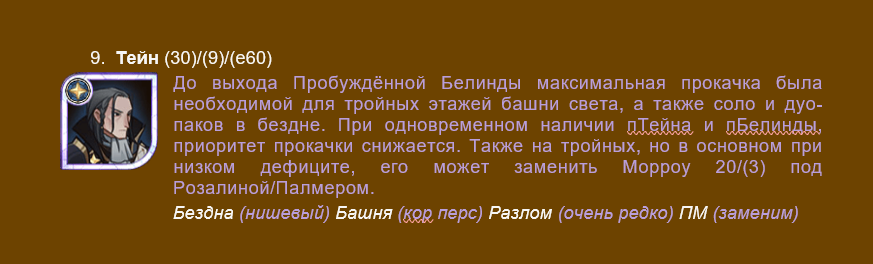 9. Тейн (30)/(9)/(е60)
До выхода Пробуждённой Белинды максимальная прокачка была
необходимой для тройных этажей башни света, а также соло и дуо-
паков в бездне. При одновременном наличии пТейна и пБелинды,
приоритет прокачки снижается. Также на тройных, но в основном при
низком дефиците, его может заменить Морроу 20/(3) под
Розалиной/Палмером.
Бездна (нишевый) Башня (кор перс) Разлом (очень редко) ПМ (заменим)